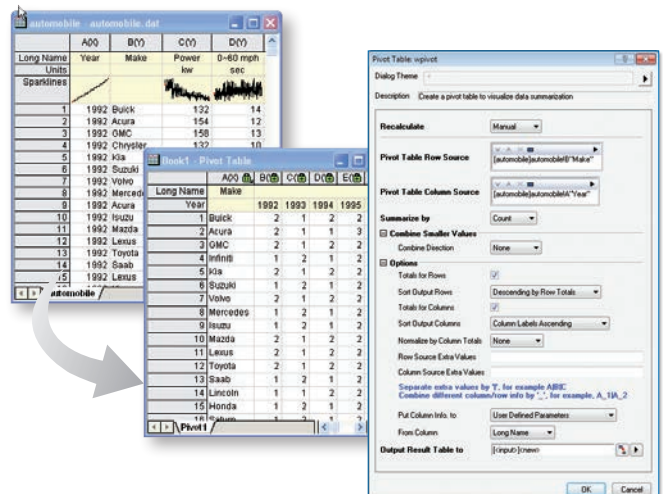 automobile - automobile.dat
A(X) B(Y) C(Y) D(Y)
Long Name Year Make Power 0~60 mph
Units kw sec
Sparklines
1 1992 Buick 132 14
2 1992 Acura 154 12
3 1992 GMC 158 13
4 1992 Chrysler 132 10
5 1992 Kia
6 1992 Suzuki
7 1992 Volvo
8 1992 Mercedes
9 1992 Acura
10 1992 Isuzu
11 1992 Mazda
12 1992 Lexus
13 1992 Toyota
14 1992 Saab
15 1992 Lexus
automobile
Book1 - Pivot Table
A(X) B(Y) C(Y) D(Y) E(Y)
Long Name Make
Year 1992 1993 1994 1995
1 Buick 2 1 2 2
2 Acura 2 1 1 3
3 GMC 2 1 2 2
4 Infiniti 1 2 1 2
5 Kia 2 1 2 2
6 Suzuki 1 2 1 2
7 Volvo 2 1 2 2
8 Mercedes 1 2 1 2
9 Isuzu 1 2 1 2
10 Mazda 2 1 2 2
11 Lexus 2 1 2 2
12 Toyota 2 1 2 2
13 Saab 1 2 1 2
14 Lincoln 1 2 1 2
15 Honda 1 2 1 2
16 Saturn 1 2 1 2
Pivot1
Pivot Table: wpivot
Dialog Theme *
Description Create a pivot table to visualize data summarization
Recalculate Manual
Pivot Table Row Source [automobile]automobile!B"Make"
Pivot Table Column Source [automobile]automobile!A"Year"
Summarize by Count
Combine Smaller Values
Combine Direction None
Options
Totals for Rows
Sort Output Rows Descending by Row Totals
Totals for Columns
Sort Output Columns Column Labels Ascending
Normalize by Column Totals None
Row Source Extra Values
Column Source Extra Values
Separate extra values by '|', for example A|B|C
Combine different column/row info by '_', for example, A_1|A_2
Put Column Info. to User Defined Parameters
From Column Long Name
Output Result Table to [<input>]<new>
OK Cancel